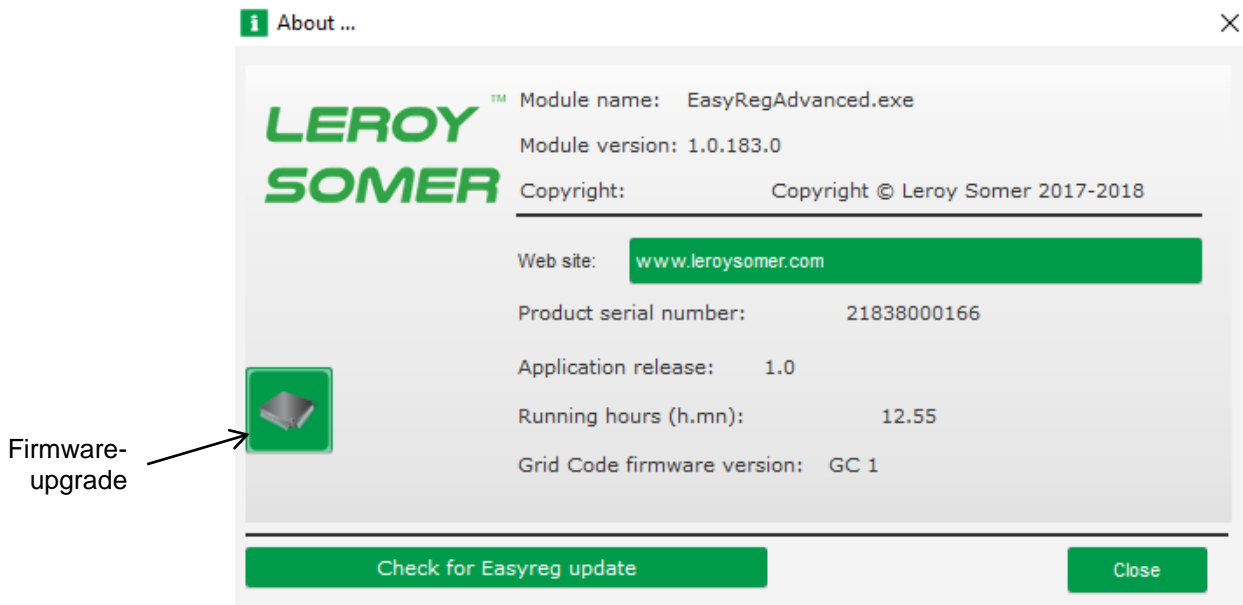 About ...
LEROY™
SOMER
Module name: EasyRegAdvanced.exe
Module version: 1.0.183.0
Copyright: Copyright © Leroy Somer 2017-2018
Web site: www.leroysomer.com
Product serial number: 21838000166
Application release: 1.0
Running hours (h.mn): 12.55
Grid Code firmware version: GC 1
Firmware-
upgrade
Check for Easyreg update
Close